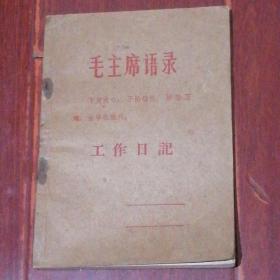 毛主席语录
下定决心，不怕牺牲，排除万
难，去争取胜利。
工作日記